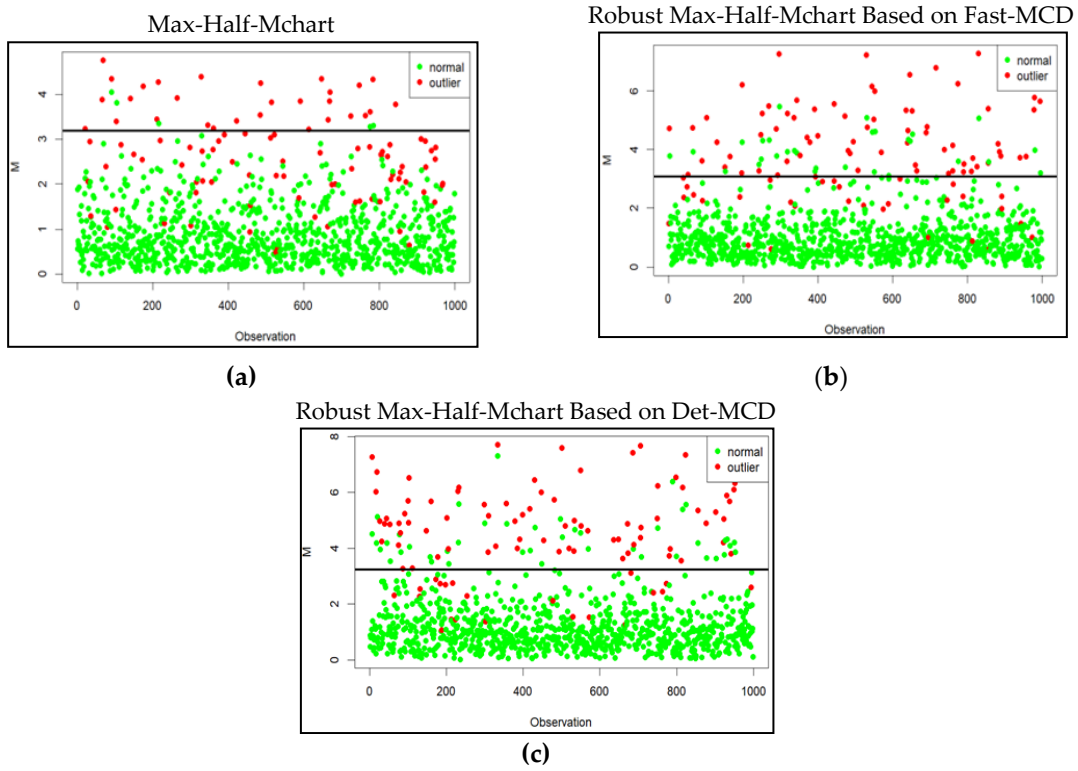 Max-Half-Mchart
normal
outlier
4
3
2
1
0
M
0 200 400 600 800 1000
Observation
(a)
Robust Max-Half-Mchart Based on Fast-MCD
normal
outlier
6
4
2
0
M
0 200 400 600 800 1000
Observation
(b)
Robust Max-Half-Mchart Based on Det-MCD
normal
outlier
8
6
4
2
0
M
0 200 400 600 800 1000
Observation
(c)